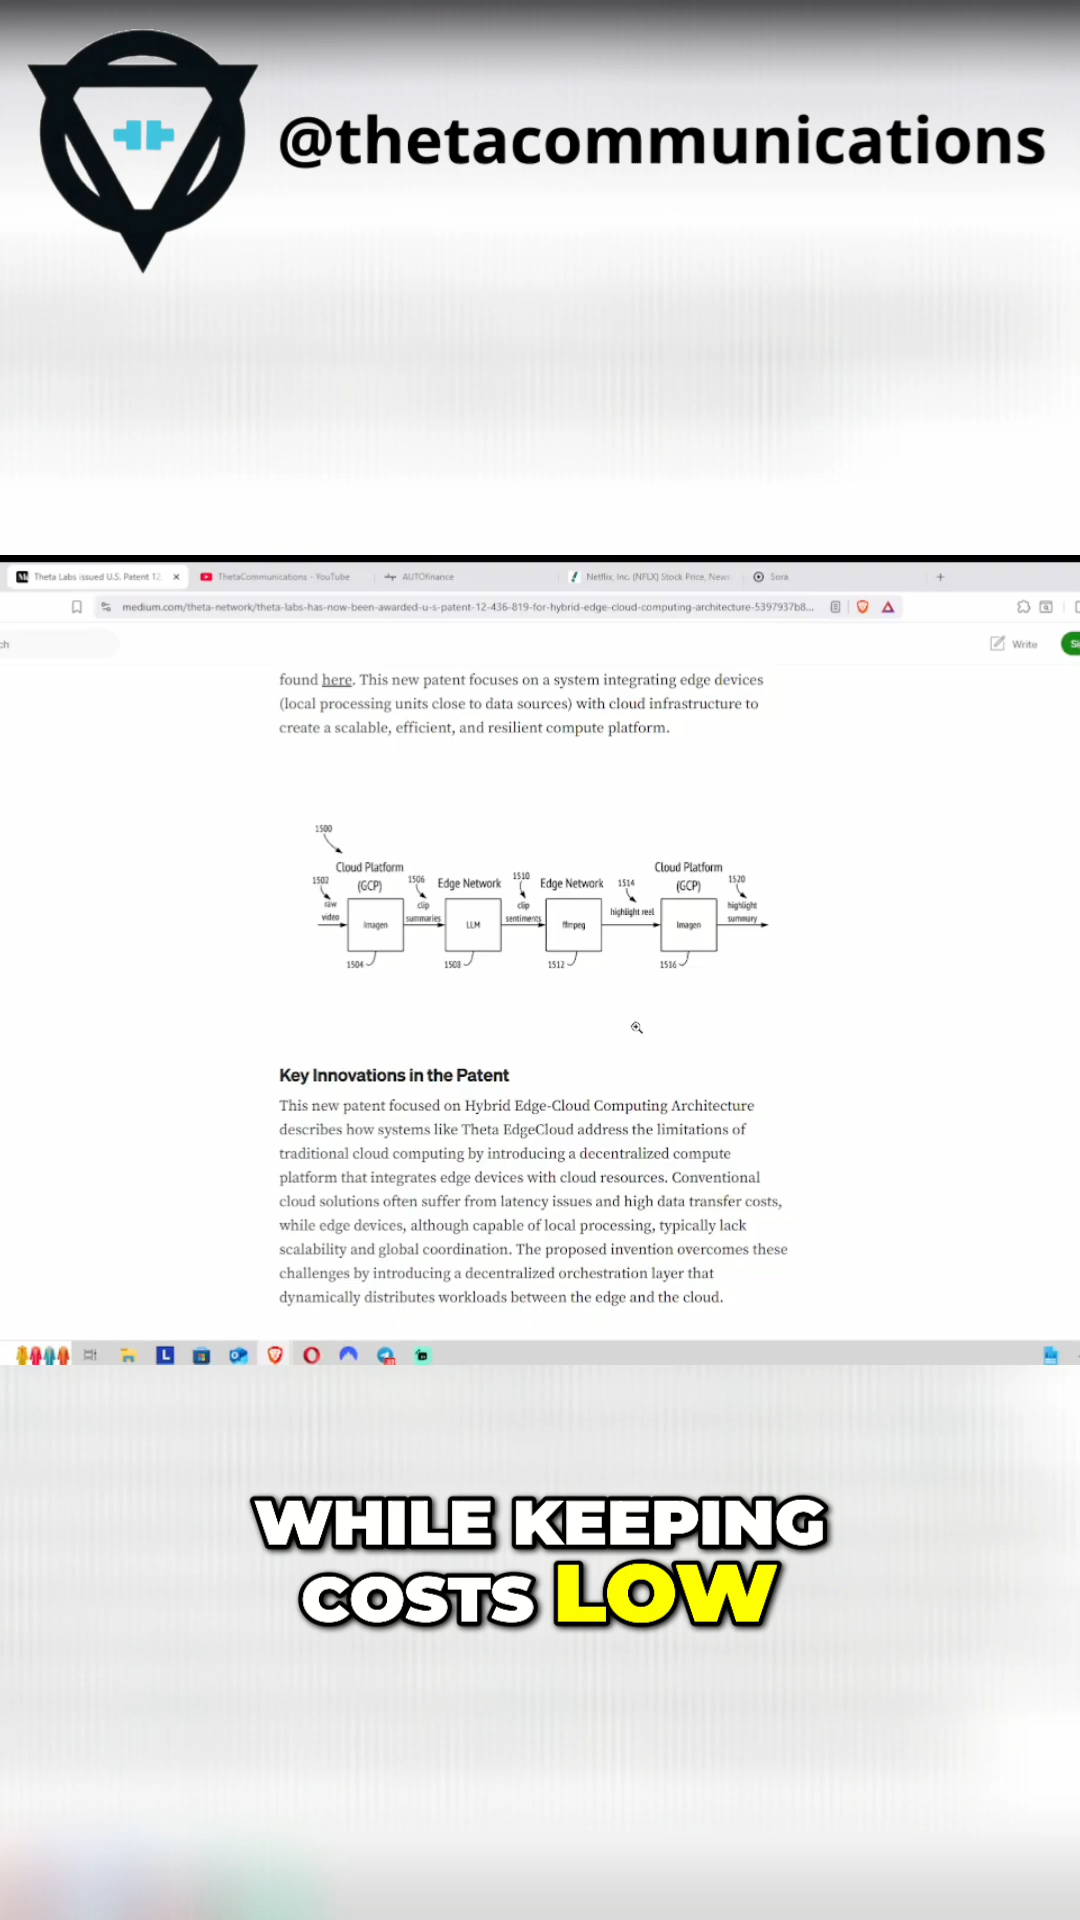 @thetacommunications
Theta Labs issued U.S. Patent 12
ThetaCommunications - YouTube
AUTOfinance
Netflix, Inc. (NFLX) Stock Price, News
Sora
medium.com/theta-network/theta-labs-has-now-been-awarded-u-s-patent-12-436-819-for-hybrid-edge-cloud-computing-architecture-5397937b8...
ch
Write
Si
found here. This new patent focuses on a system integrating edge devices
(local processing units close to data sources) with cloud infrastructure to
create a scalable, efficient, and resilient compute platform.
1500
Cloud Platform
(GCP)
Edge Network
Edge Network
Cloud Platform
(GCP)
1502
1506
1510
1514
1520
raw
video
Imagen
clip
summaries
LLM
clip
sentiments
ffmpeg
highlight reel
Imagen
highlight
summary
1504
1508
1512
1516
Key Innovations in the Patent
This new patent focused on Hybrid Edge-Cloud Computing Architecture
describes how systems like Theta EdgeCloud address the limitations of
traditional cloud computing by introducing a decentralized compute
platform that integrates edge devices with cloud resources. Conventional
cloud solutions often suffer from latency issues and high data transfer costs,
while edge devices, although capable of local processing, typically lack
scalability and global coordination. The proposed invention overcomes these
challenges by introducing a decentralized orchestration layer that
dynamically distributes workloads between the edge and the cloud.
L
WHILE KEEPING
COSTS LOW